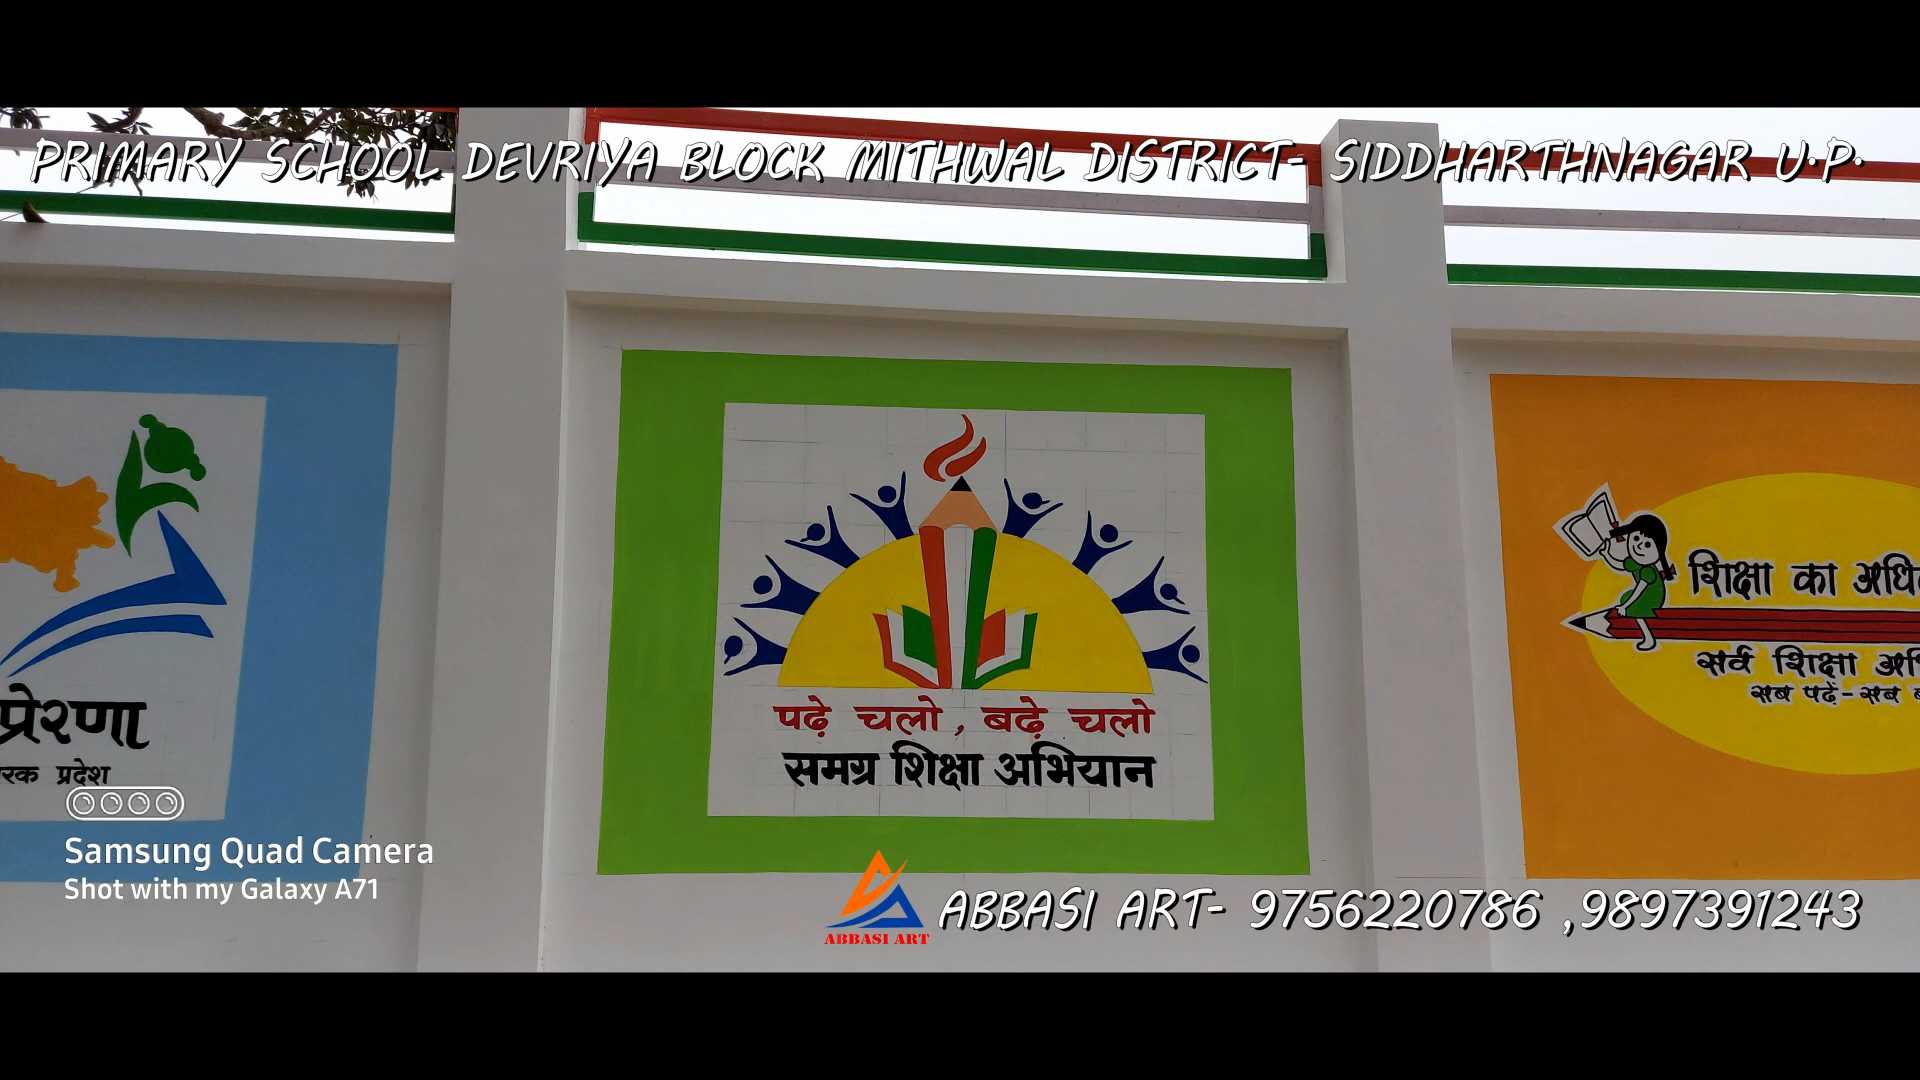 PRIMARY SCHOOL DEVRIYA BLOCK MITHWAL DISTRICT- SIDDHARTHNAGAR U.P.
प्रेरणा
प्रदेश
पढ़े चलो, बढ़े चलो
समग्र शिक्षा अभियान
शिक्षा का
सर्व शिक्षा
सब पढ़ें - सब
Samsung Quad Camera
Shot with my Galaxy A71
ABBASI ART
ABBASI ART- 9756220786 ,9897391243